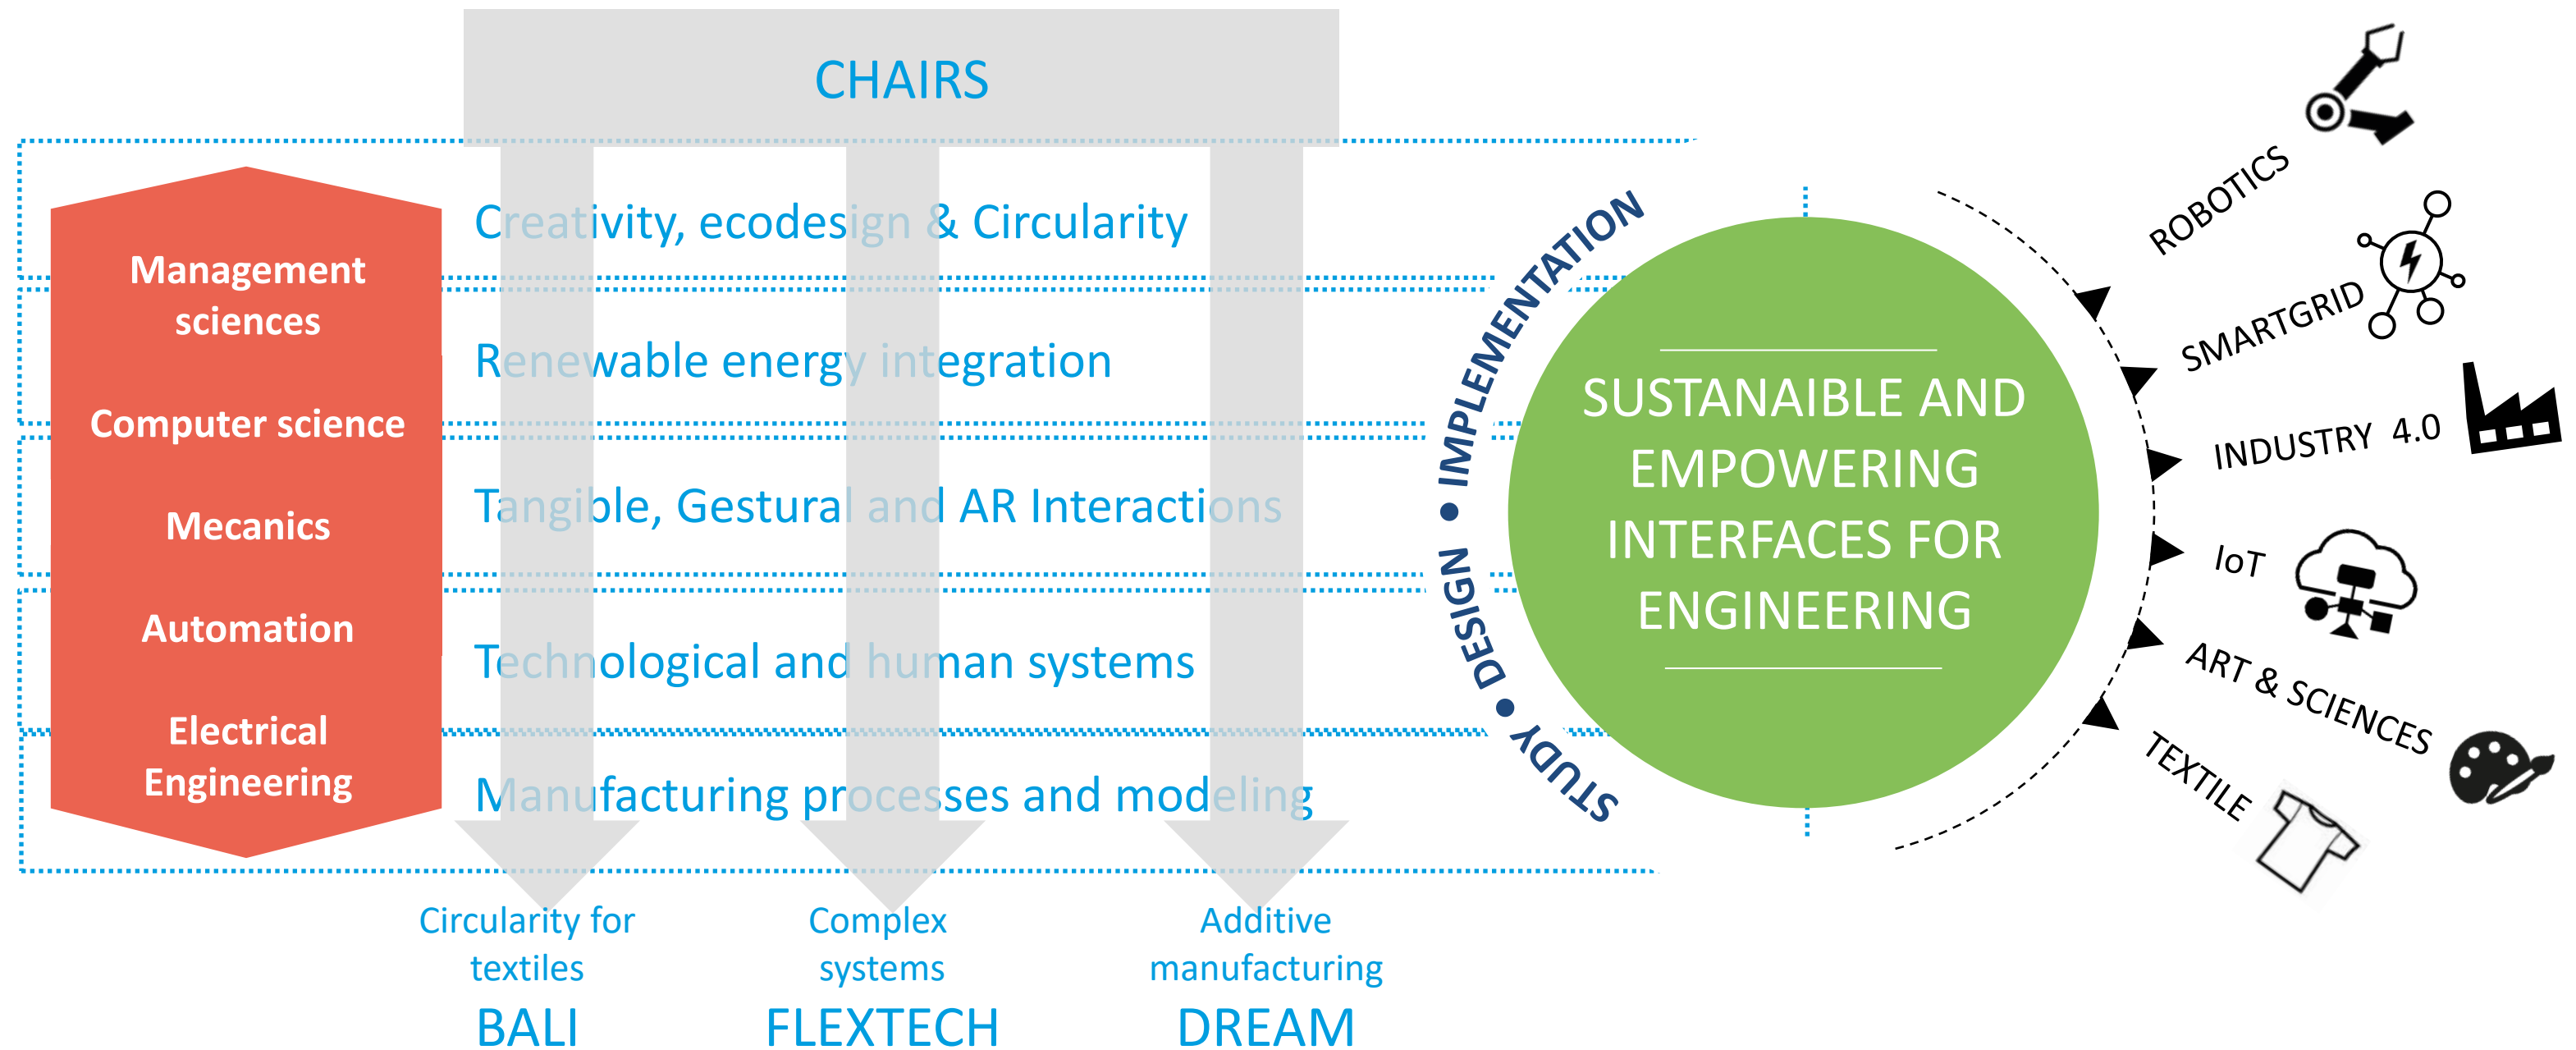 CHAIRS
Management
sciences
Computer science
Mecanics
Automation
Electrical
Engineering
Creativity, ecodesign & Circularity
Renewable energy integration
Tangible, Gestural and AR Interactions
Technological and human systems
Manufacturing processes and modeling
Circularity for
textiles
BALI
Complex
systems
FLEXTECH
Additive
manufacturing
DREAM
STUDY • DESIGN • IMPLEMENTATION
SUSTANAIBLE AND
EMPOWERING
INTERFACES FOR
ENGINEERING
ROBOTICS
SMARTGRID
INDUSTRY 4.0
IoT
ART & SCIENCES
TEXTILE